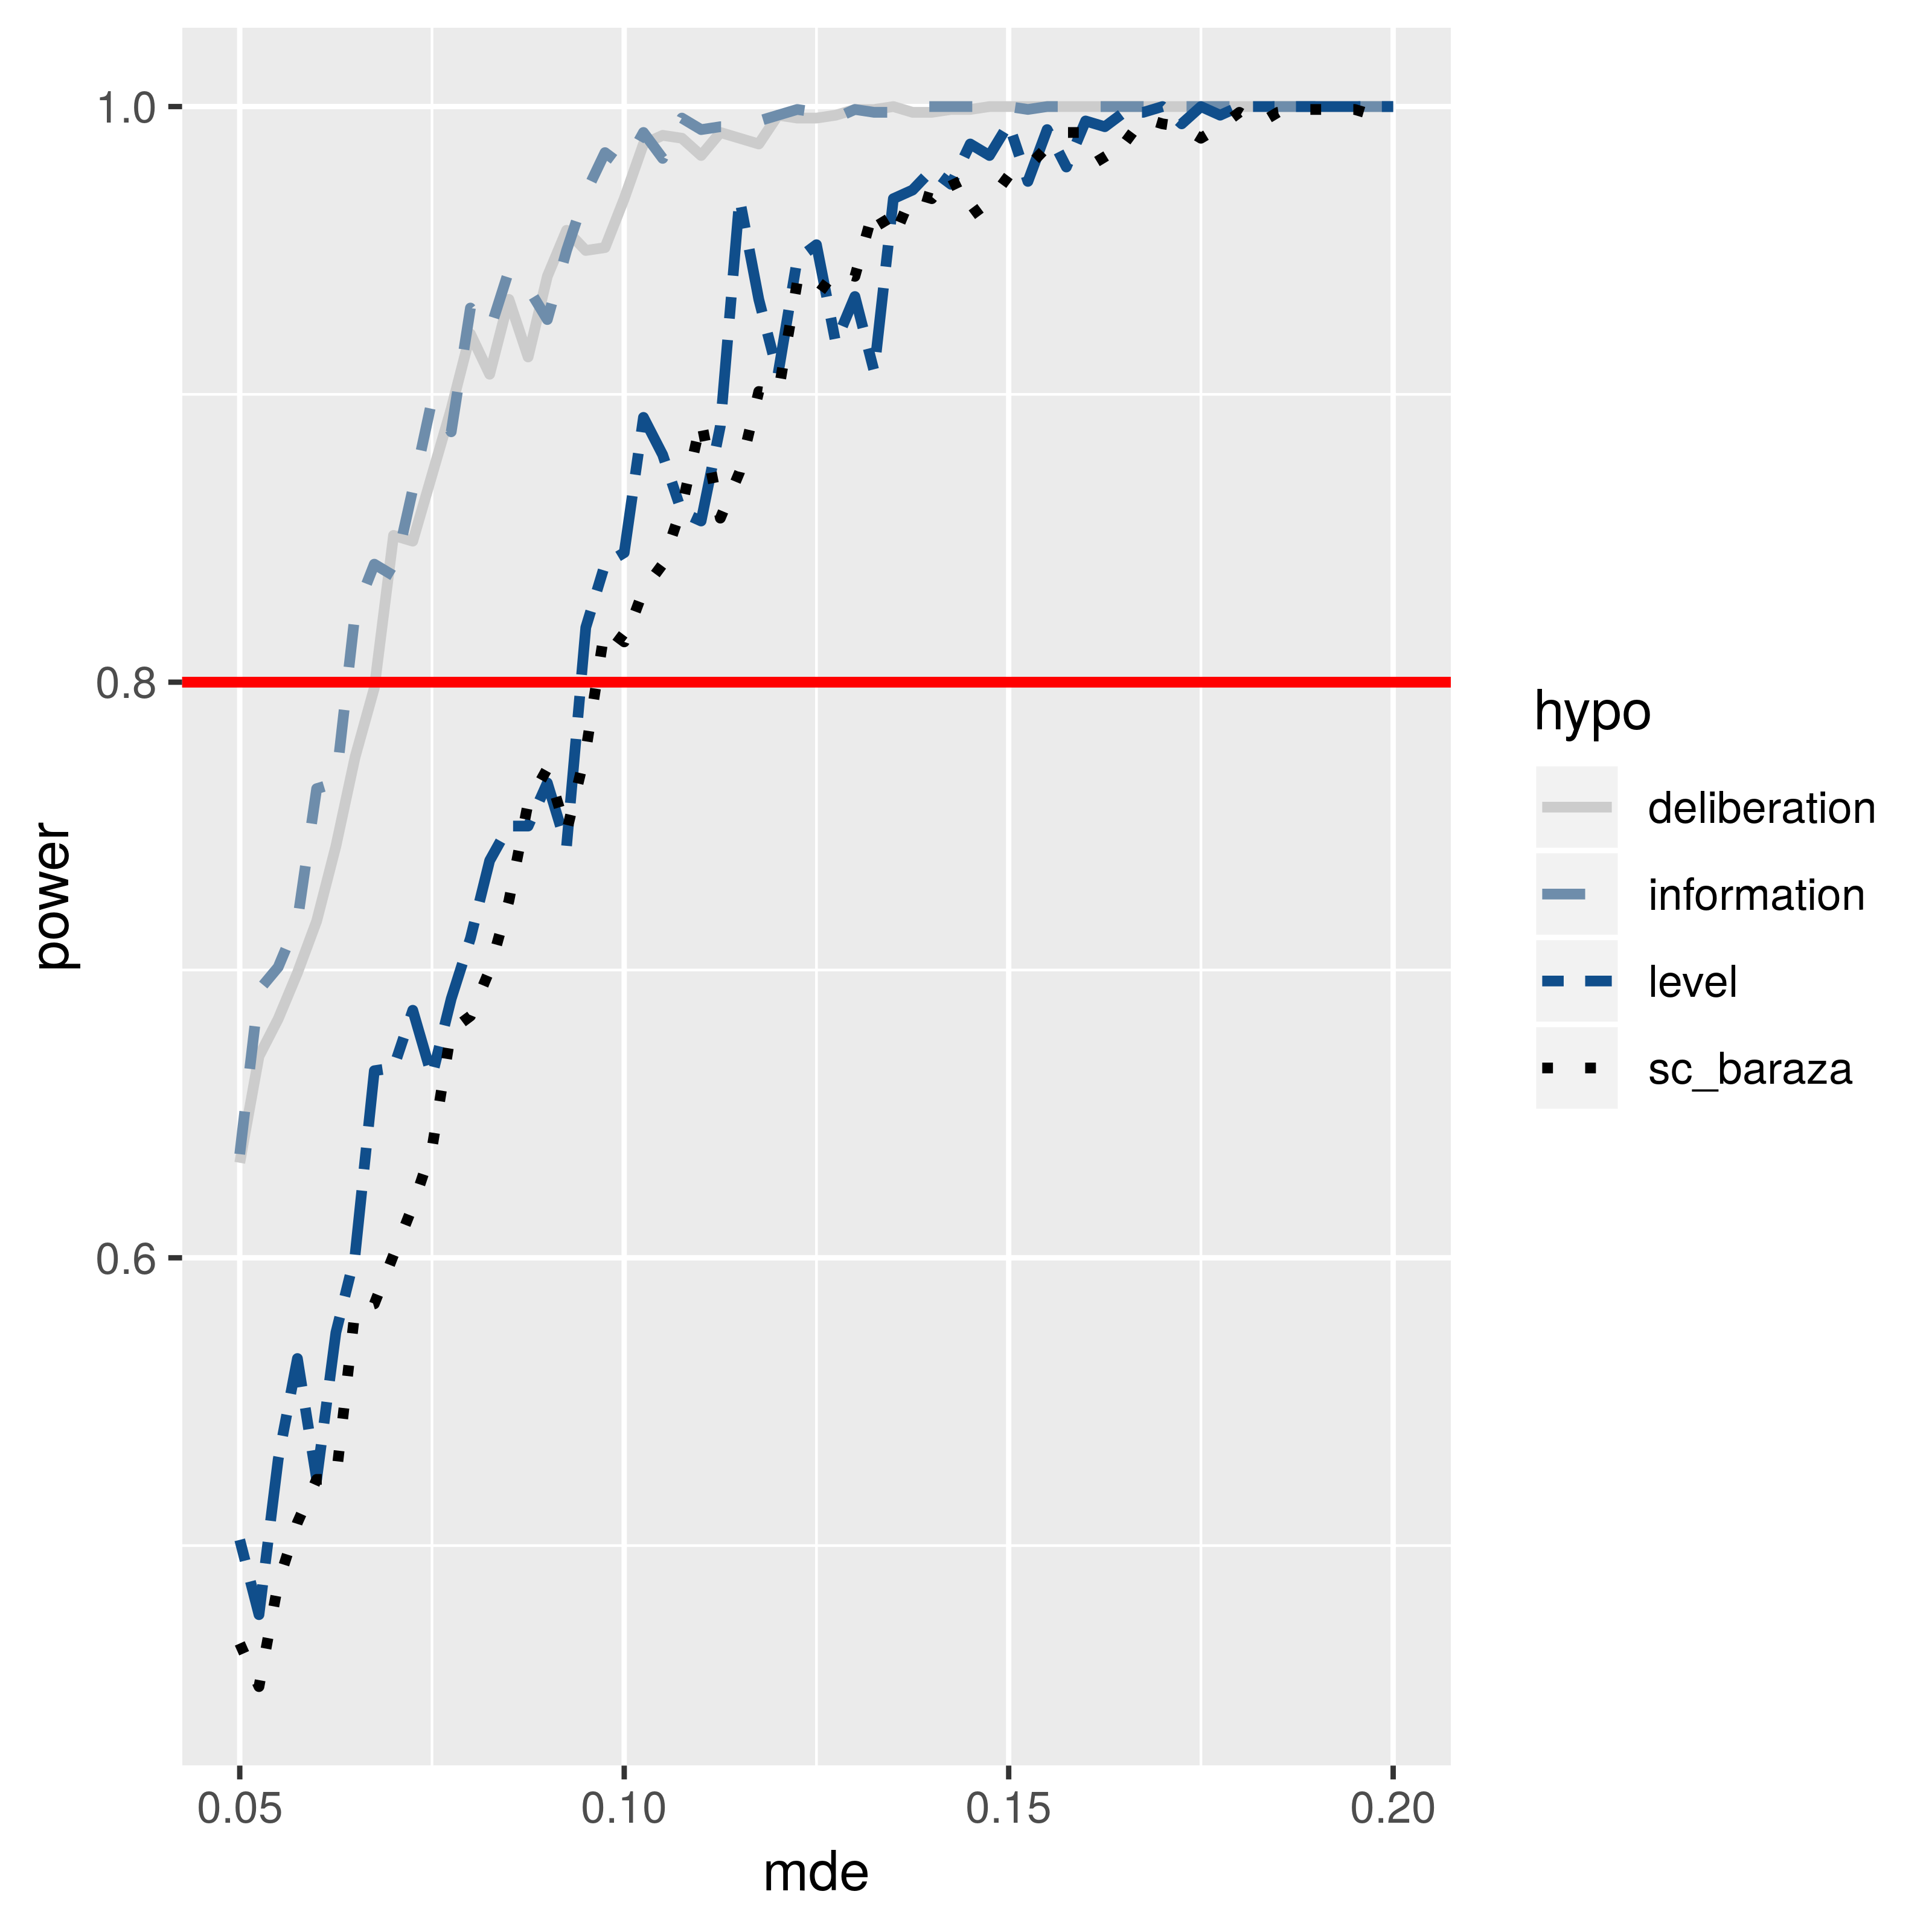 1.0
0.8
0.6
power
0.05
0.10
0.15
0.20
mde
hypo
deliberation
information
level
sc_baraza